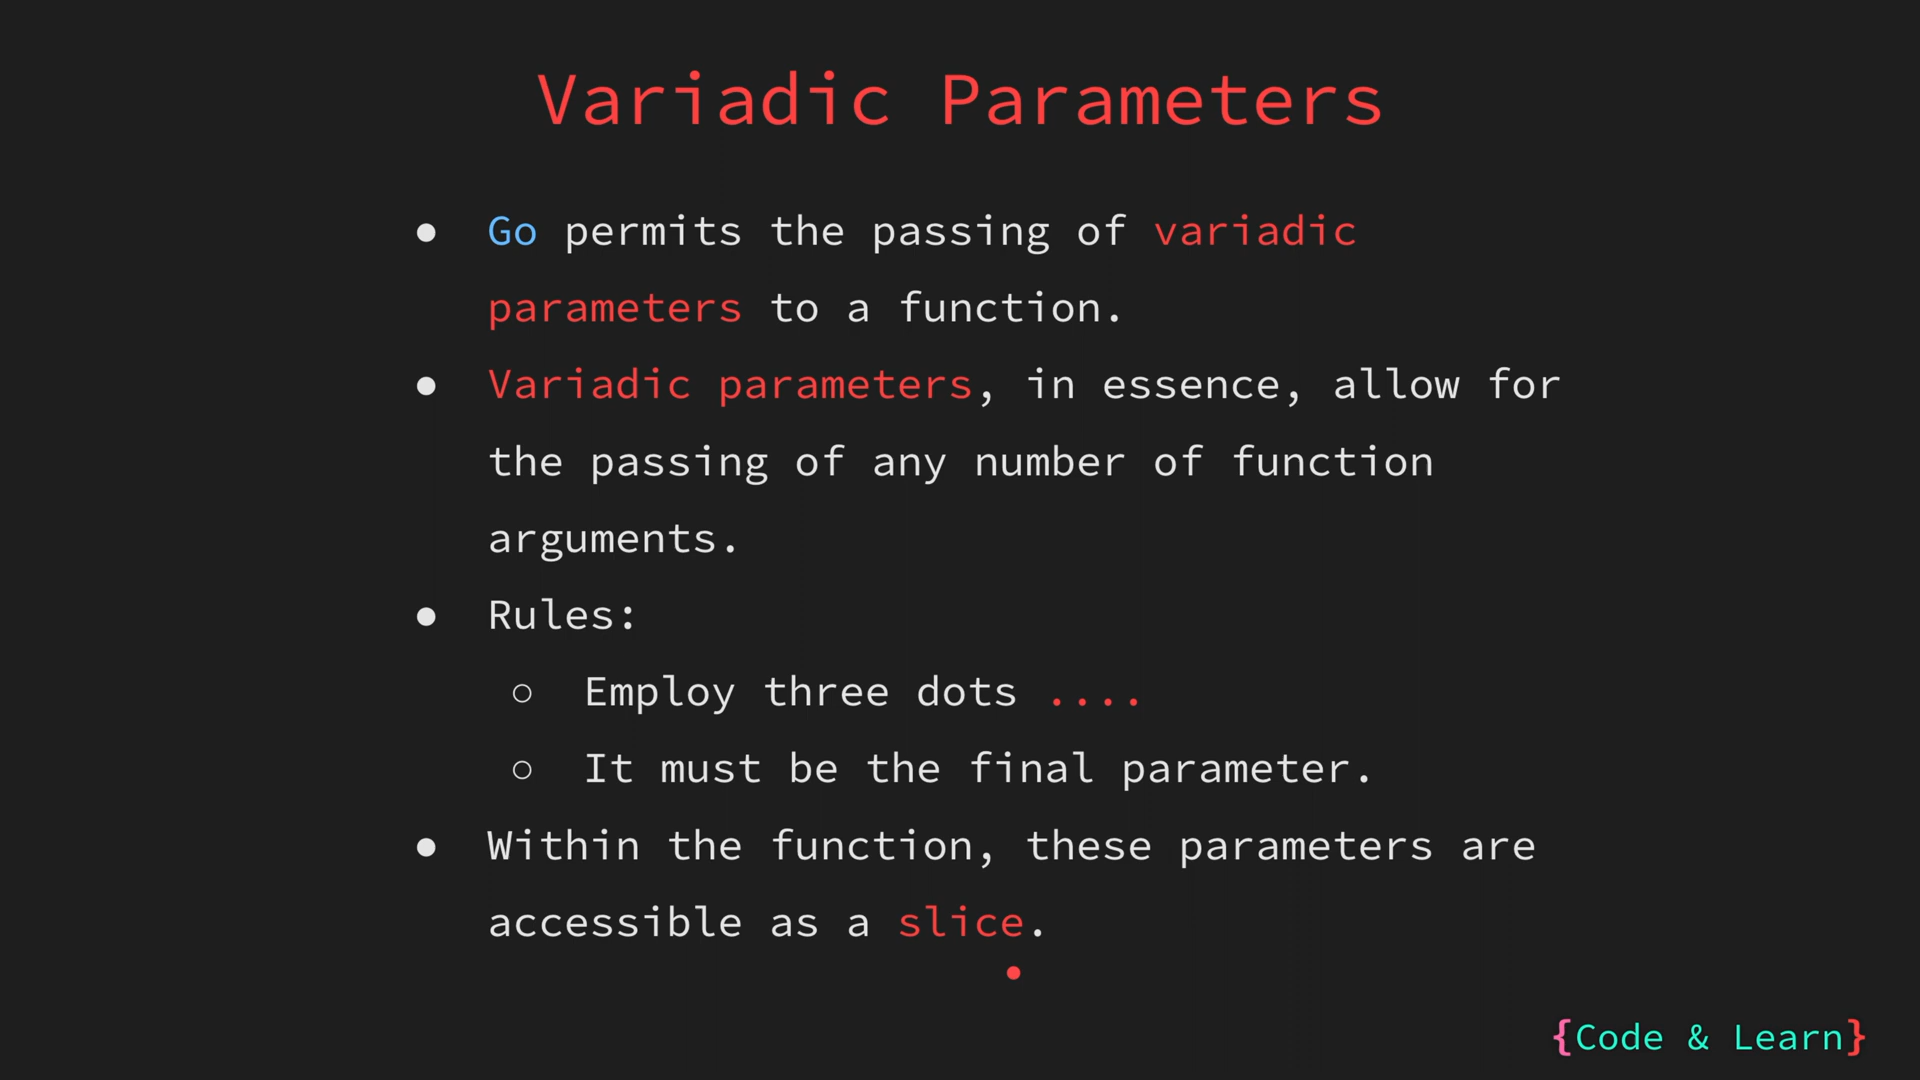 Variadic Parameters
● Go permits the passing of variadic
parameters to a function.
● Variadic parameters, in essence, allow for
the passing of any number of function
arguments.
● Rules:
○ Employ three dots ....
○ It must be the final parameter.
● Within the function, these parameters are
accessible as a slice.
{Code & Learn}